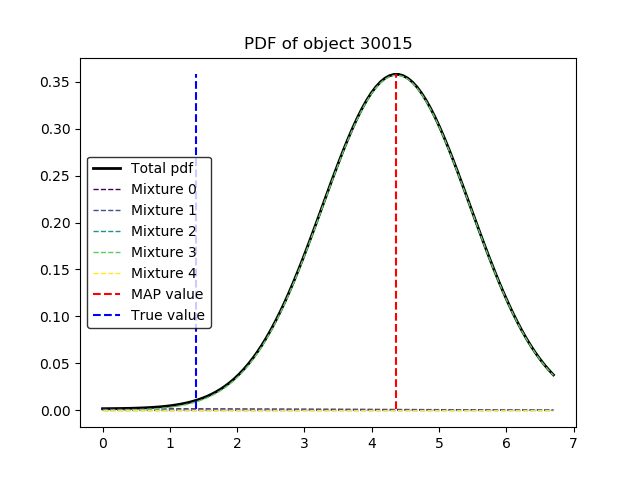 PDF of object 30015
0.35
0.30
0.25
0.20
0.15
0.10
0.05
0.00
Total pdf
Mixture 0
Mixture 1
Mixture 2
Mixture 3
Mixture 4
MAP value
True value
0 1 2 3 4 5 6 7